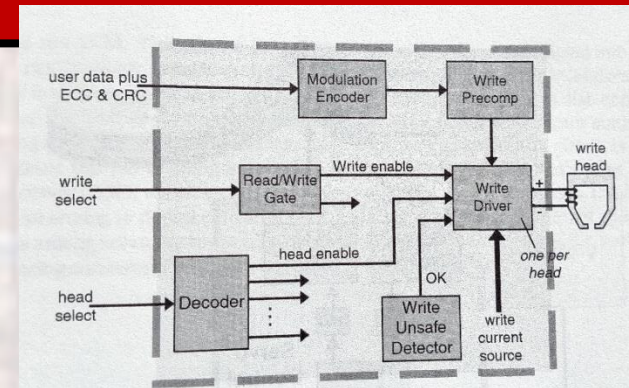 user data plus
ECC & CRC
Modulation
Encoder
Write
Precomp
write
head
write
select
Read/Write
Gate
Write enable
Write
Driver
+
-
one per
head
head
select
Decoder
head enable
OK
Write
Unsafe
Detector
write
current
source